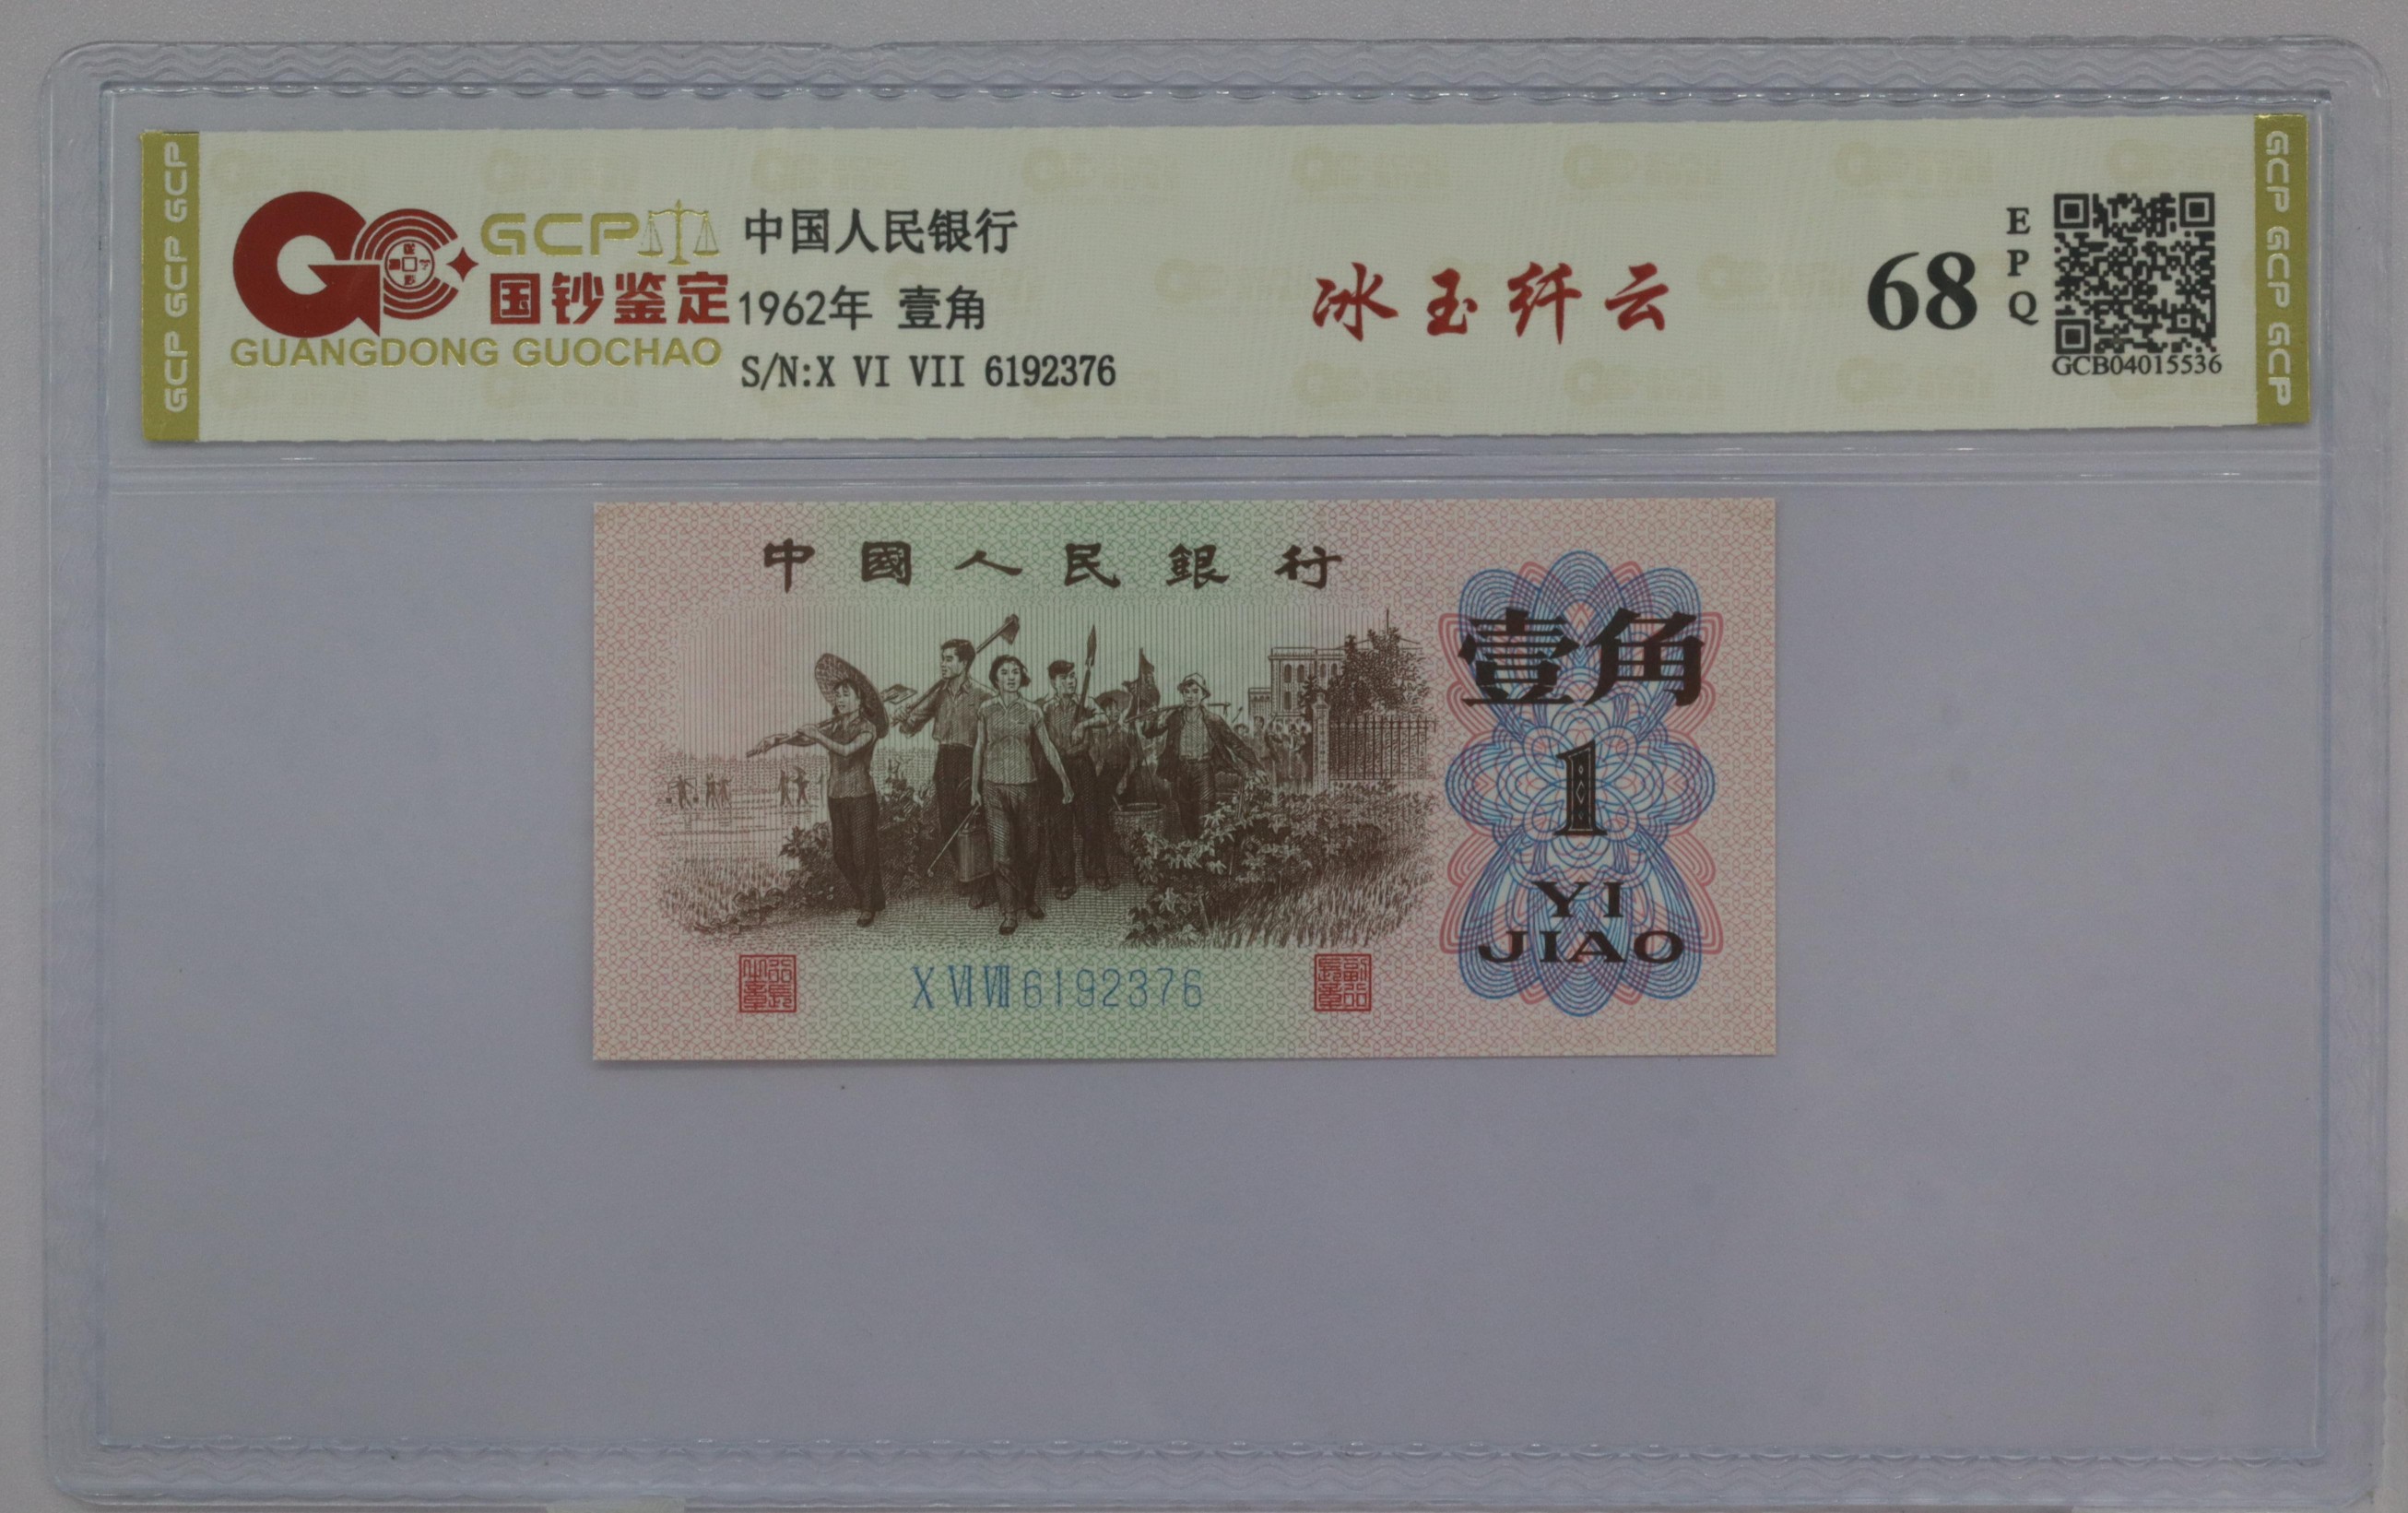 GCP GCP GCP
GCP
国钞鉴定
GUANGDONG GUOCHAO
中国人民银行
1962年 壹角
S/N:X VI VII 6192376
冰玉纤云
68
EPQ
GCB04015536
GCP GCP GCP
中國人民銀行
壹角
1
YI
JIAO
X VI VII 6192376